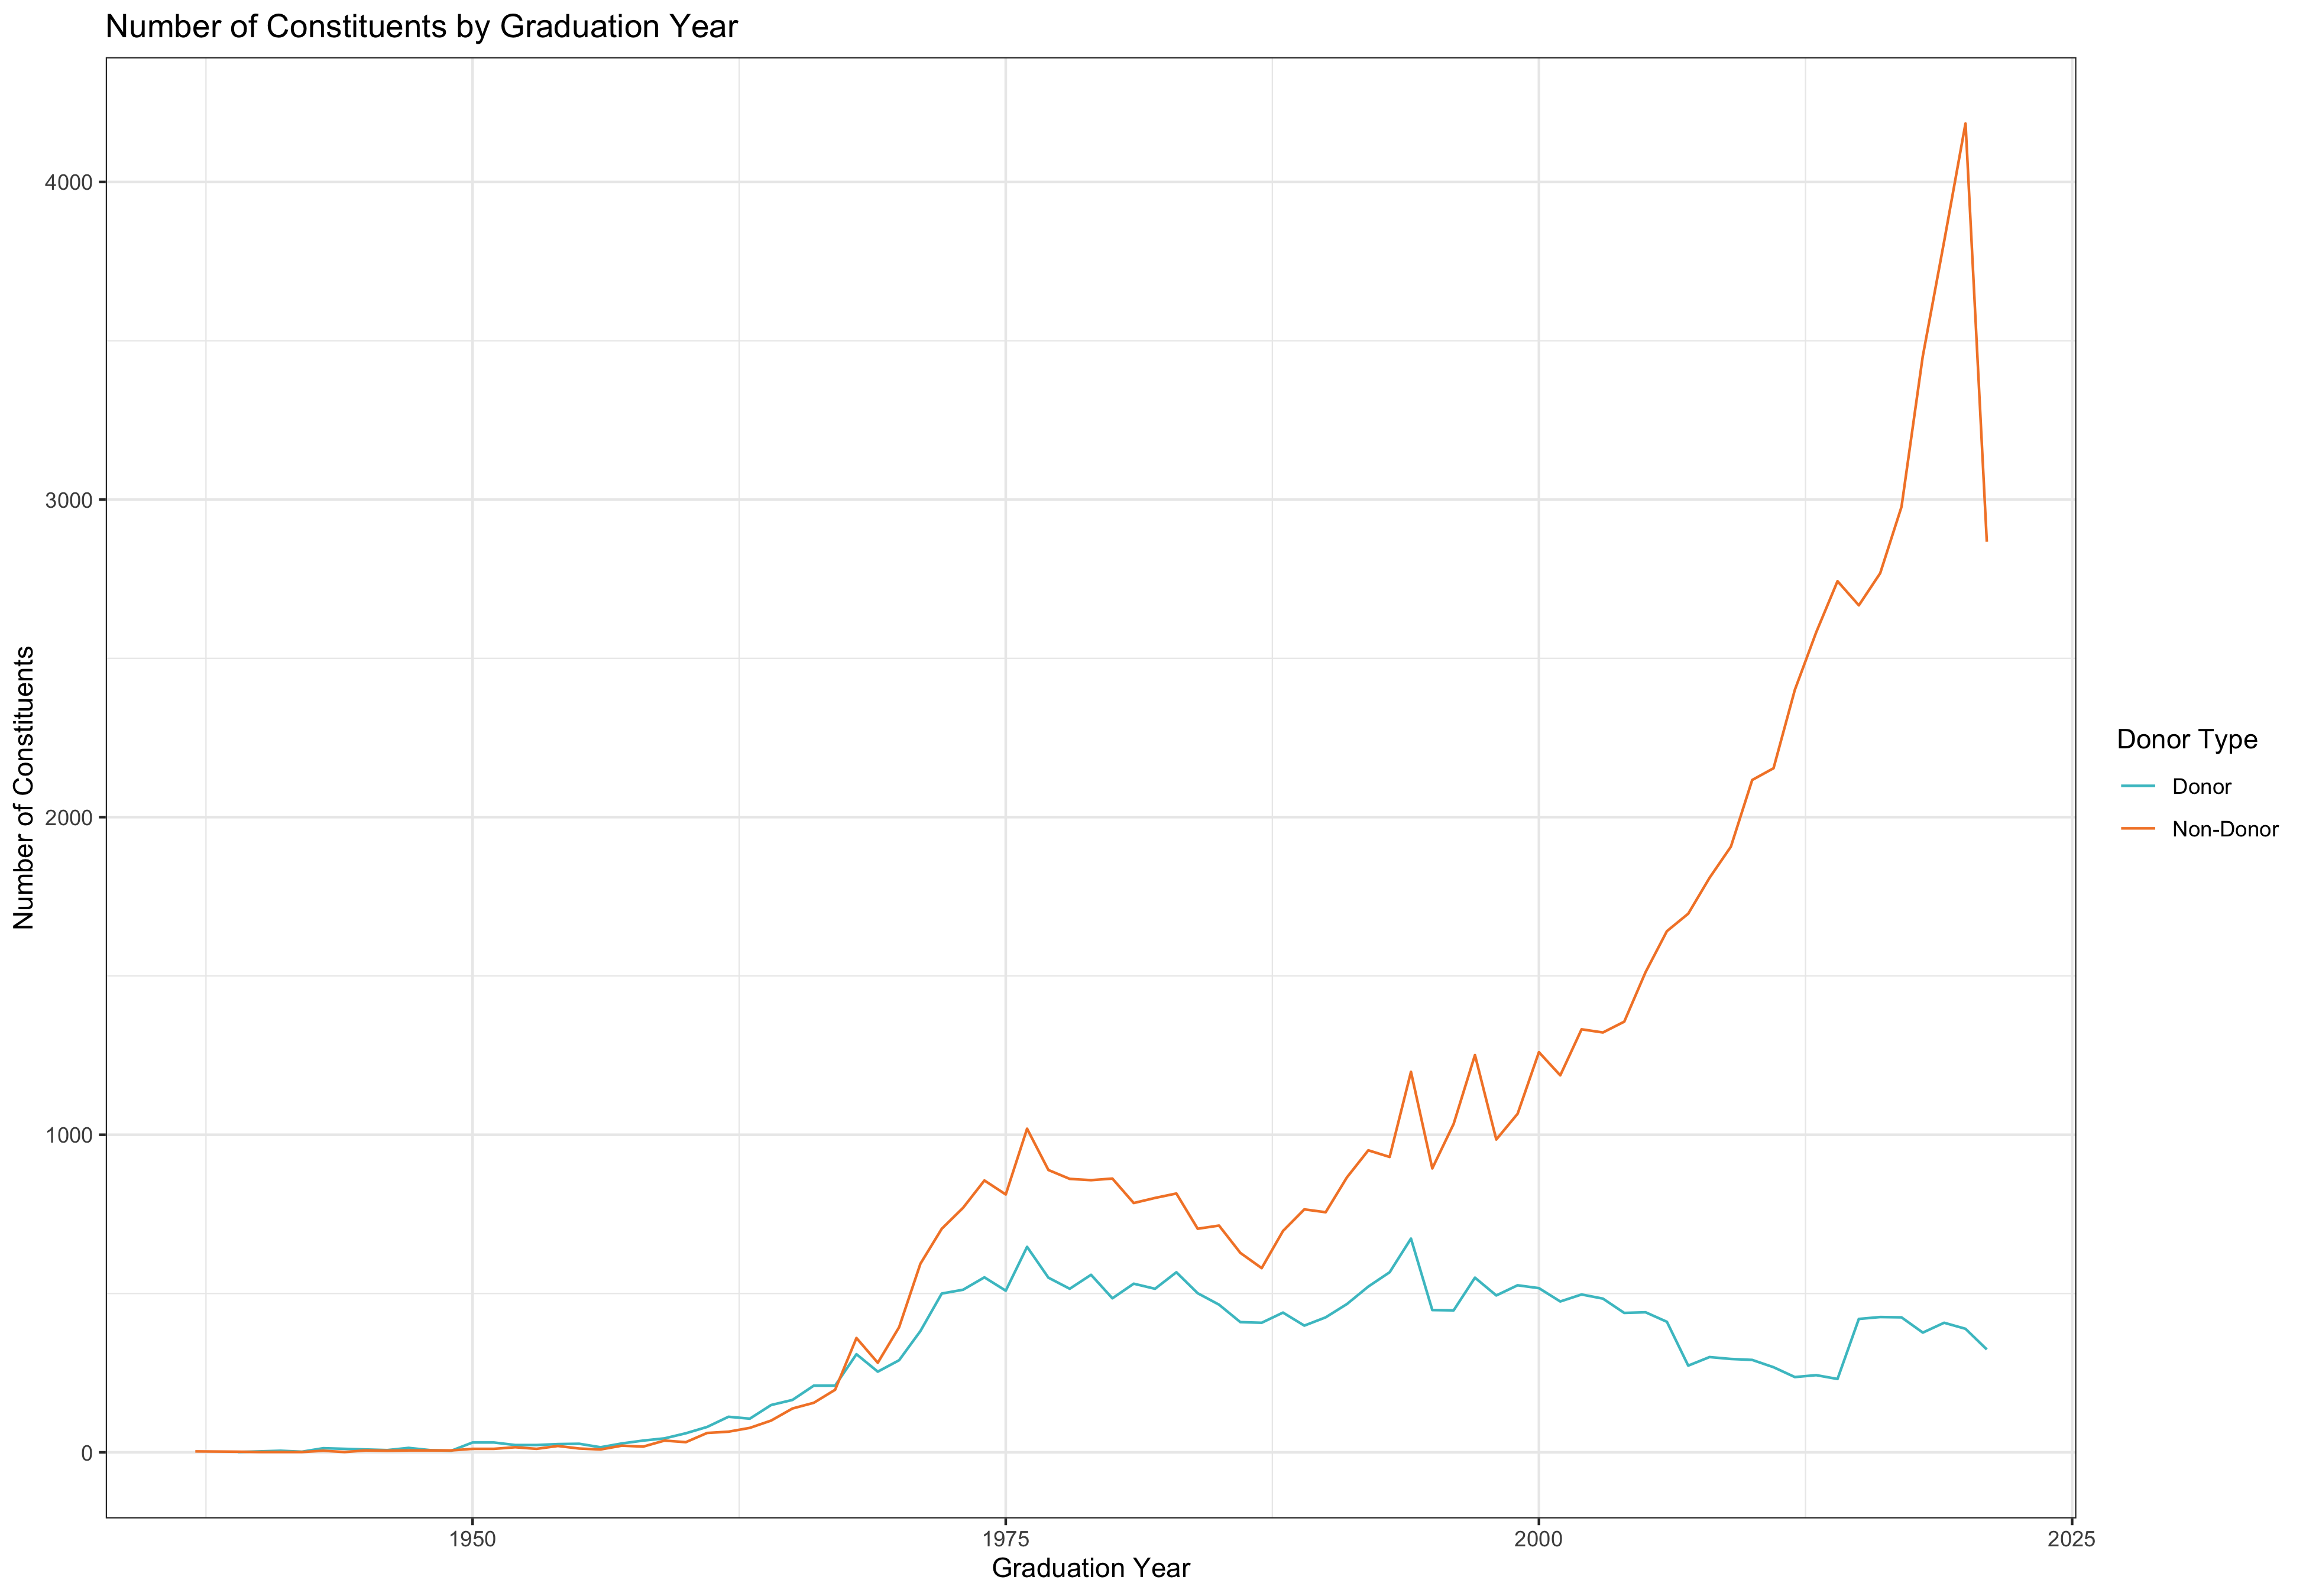 Number of Constituents by Graduation Year
Number of Constituents
4000
3000
2000
1000
0
1950
1975
2000
2025
Graduation Year
Donor Type
Donor
Non-Donor